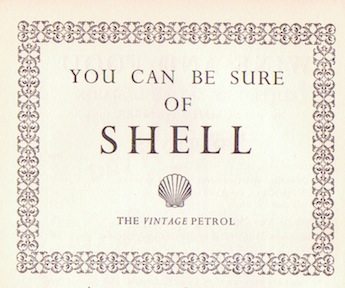 YOU CAN BE SURE
OF
SHELL
THE VINTAGE PETROL